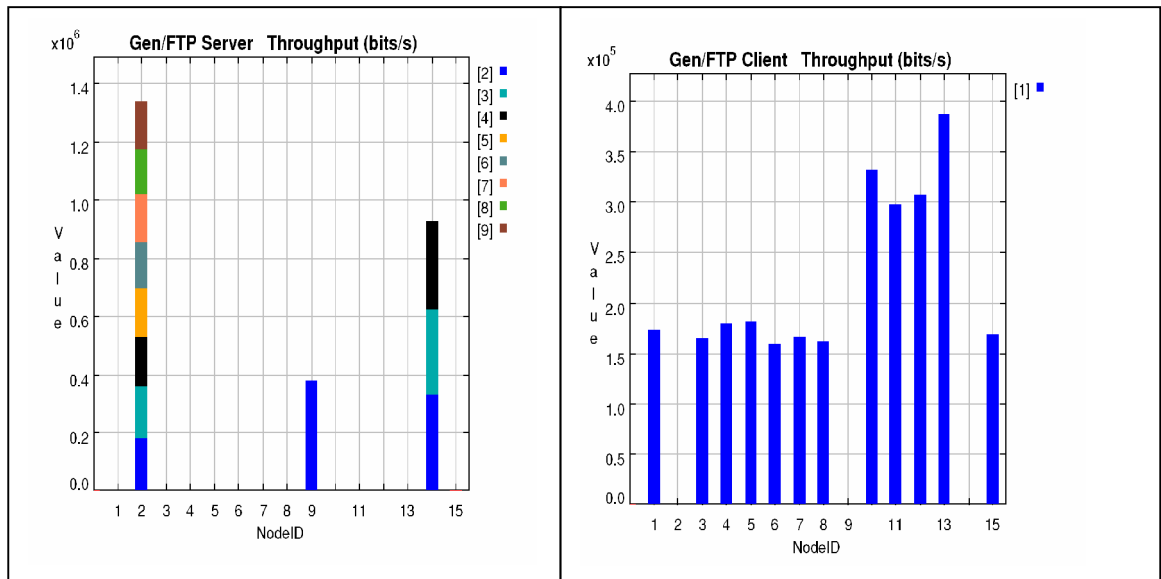 x10^6
Gen/FTP Server Throughput (bits/s)
1.4
1.2
1.0
0.8
0.6
0.4
0.2
0.0
Value
1 2 3 4 5 6 7 8 9 11 13 15
NodeID
[2]
[3]
[4]
[5]
[6]
[7]
[8]
[9]
x10^5
Gen/FTP Client Throughput (bits/s)
4.0
3.5
3.0
2.5
2.0
1.5
1.0
0.5
0.0
Value
1 2 3 4 5 6 7 8 9 11 13 15
NodeID
[1]